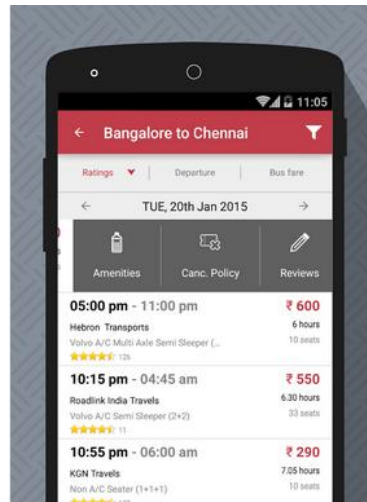 11:05
Bangalore to Chennai
Ratings Departure Bus fare
TUE, 20th Jan 2015
Amenities Canc. Policy Reviews
05:00 pm - 11:00 pm ₹ 600
Hebron Transports 6 hours
Volvo A/C Multi Axle Semi Sleeper (... 10 seats
126
10:15 pm - 04:45 am ₹ 550
Roadlink India Travels 6.30 hours
Volvo A/C Semi Sleeper (2+2) 33 seats
11
10:55 pm - 06:00 am ₹ 290
KGN Travels 7.05 hours
Non A/C Seater (1+1+1) 10 seats